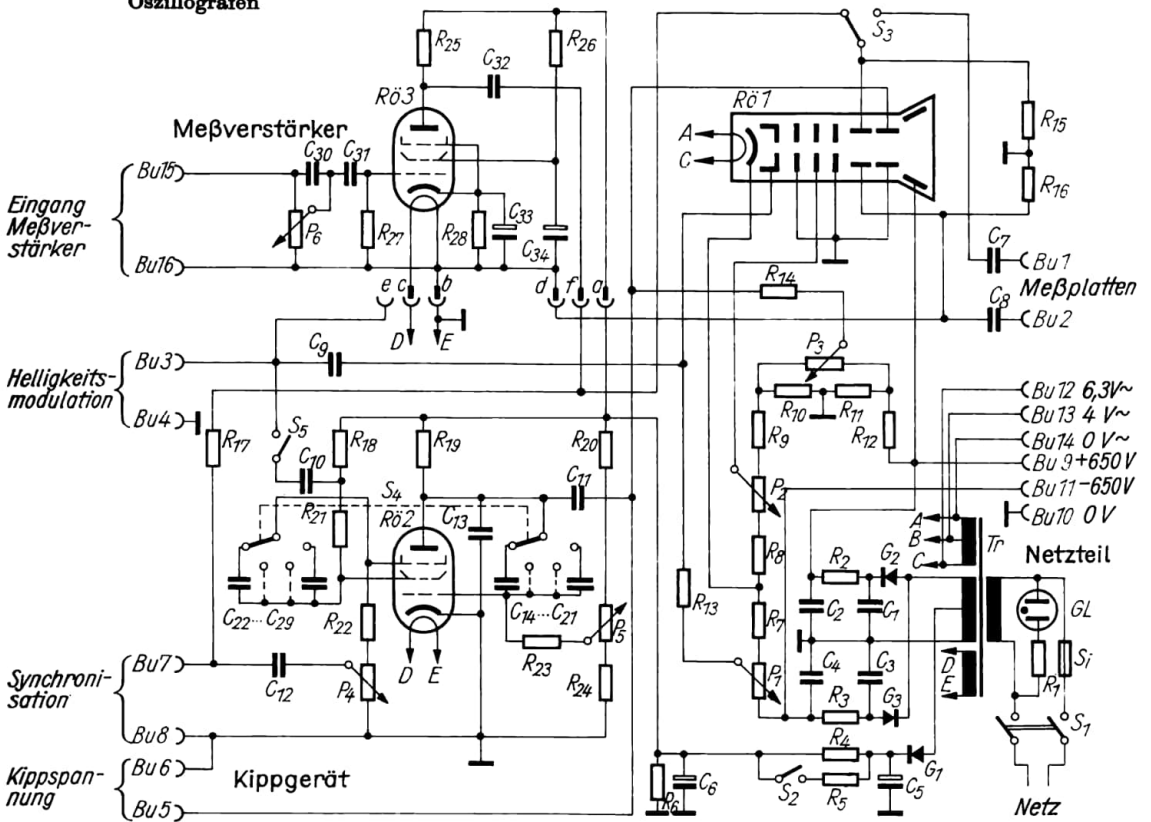 Oszillografen
R25
R26
S3
C32
Rö3
Rö1
Meßverstärker
C30
C31
A
C
R15
R16
Bu15
Eingang
Meßver-
stärker
P6
R27
R28
C33
C34
C7
Bu1
Bu16
R14
Meßplatten
e
c
b
d
f
a
C8
Bu2
D
E
C9
P3
Bu3
Helligkeits-
modulation
Bu4
R10
R11
Bu12 6,3V~
Bu13 4 V~
Bu14 0 V~
Bu9+650V
Bu11-650V
Bu10 0V
R17
S5
R18
R19
R20
R9
R12
C10
S4
C11
P2
R21
Rö2
C13
A
B
C
Tr
Netzteil
R8
R2
G2
C22...C29
R22
C14...C21
P5
R13
C2
C1
GL
R7
Bu7
Synchroni-
sation
C12
P4
D
E
R23
R24
P1
C4
C3
D
E
R1
Si
R3
G3
Bu8
S1
Bu6
Kippspan-
nung
Bu5
Kippgerät
R4
G1
R6
C6
S2
R5
C5
Netz